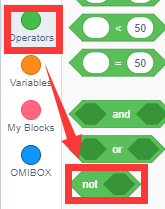 Operators
< 50
Variables
= 50
My Blocks
and
or
OMIBOX
not